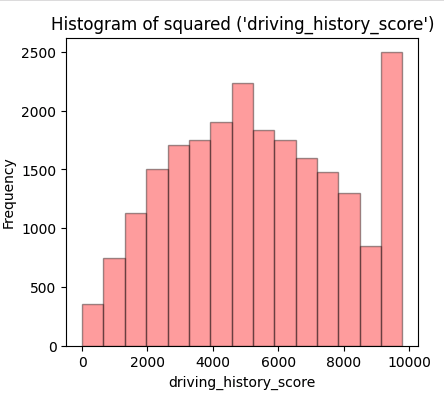 Histogram of squared ('driving_history_score')
2500
2000
1500
1000
500
0
Frequency
0 2000 4000 6000 8000 10000
driving_history_score